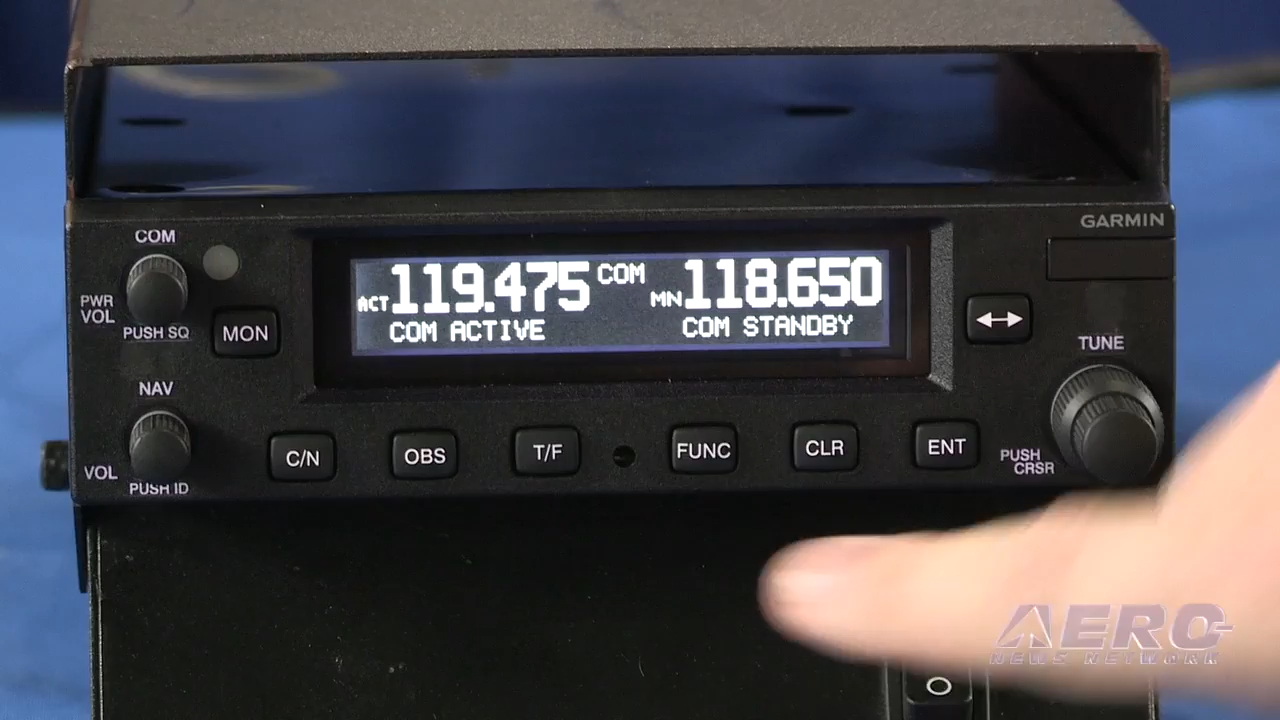 GARMIN
COM
PWR
VOL
PUSH SQ
MON
ACT 119.475 COM MN 118.650
COM ACTIVE COM STANDBY
TUNE
NAV
VOL
PUSH ID
C/N OBS T/F FUNC CLR ENT
PUSH
CRSR
AERO
NEWS NETWORK